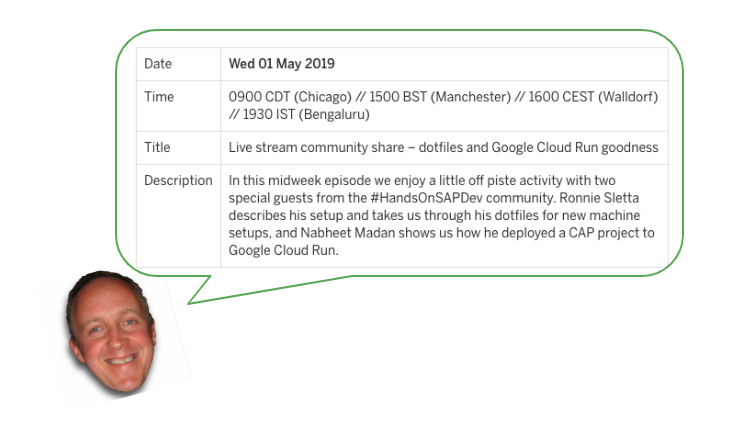 Date Wed 01 May 2019
Time 0900 CDT (Chicago) // 1500 BST (Manchester) // 1600 CEST (Walldorf)
// 1930 IST (Bengaluru)
Title Live stream community share – dotfiles and Google Cloud Run goodness
Description In this midweek episode we enjoy a little off piste activity with two
special guests from the #HandsOnSAPDev community. Ronnie Sletta
describes his setup and takes us through his dotfiles for new machine
setups, and Nabheet Madan shows us how he deployed a CAP project to
Google Cloud Run.